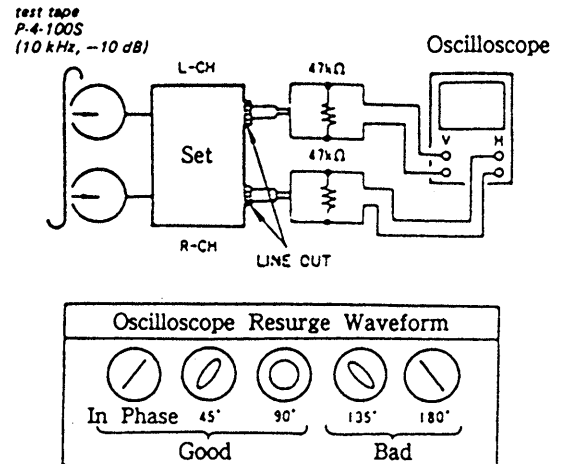 test tape
P-4-100S
(10 kHz, −10 dB)
Oscilloscope
L-CH
47kΩ
V H
Set
47kΩ
R-CH
LINE OUT
Oscilloscope Resurge Waveform
In Phase 45° 90° 135° 180°
Good Bad